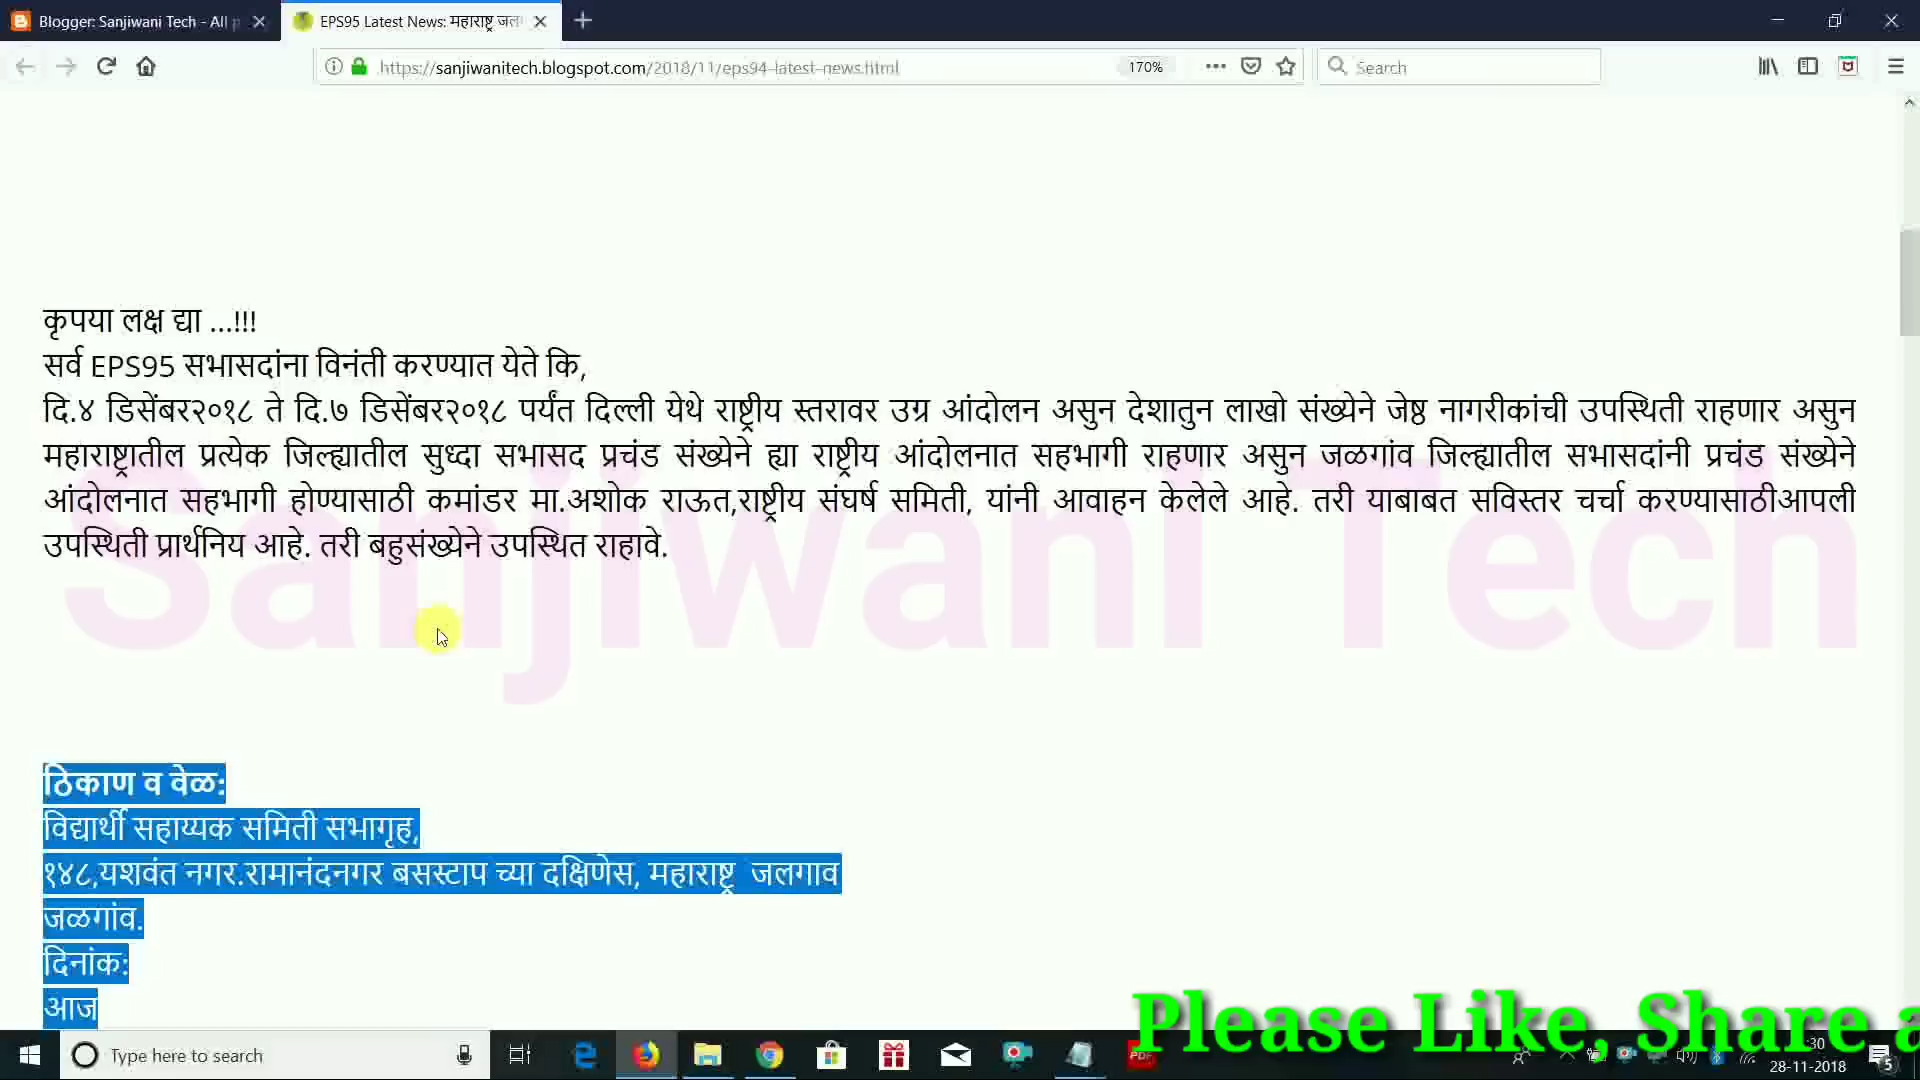 Blogger: Sanjiwani Tech - All
EPS95 Latest News: महाराष्ट्र जल
https://sanjiwanitech.blogspot.com/2018/11/eps94-latest-news.html
170%
Search
कृपया लक्ष द्या ...!!!
सर्व EPS95 सभासदांना विनंती करण्यात येते कि,
दि.४ डिसेंबर२०१८ ते दि.७ डिसेंबर२०१८ पर्यंत दिल्ली येथे राष्ट्रीय स्तरावर उग्र आंदोलन असुन देशातुन लाखो संख्येने जेष्ठ नागरीकांची उपस्थिती राहणार असुन
महाराष्ट्रातील प्रत्येक जिल्ह्यातील सुध्दा सभासद प्रचंड संख्येने ह्या राष्ट्रीय आंदोलनात सहभागी राहणार असुन जळगांव जिल्ह्यातील सभासदांनी प्रचंड संख्येने
आंदोलनात सहभागी होण्यासाठी कमांडर मा.अशोक राऊत,राष्ट्रीय संघर्ष समिती, यांनी आवाहन केलेले आहे. तरी याबाबत सविस्तर चर्चा करण्यासाठीआपली
उपस्थिती प्रार्थनिय आहे. तरी बहुसंख्येने उपस्थित राहावे.
Sanjiwani Tech
ठिकाण व वेळ:
विद्यार्थी सहाय्यक समिती सभागृह,
१४८,यशवंत नगर.रामानंदनगर बसस्टाप च्या दक्षिणेस, महाराष्ट्र जलगाव
जळगांव.
दिनांक:
आज
Please Like, Share a
Type here to search
PDF
:30
28-11-2018
5